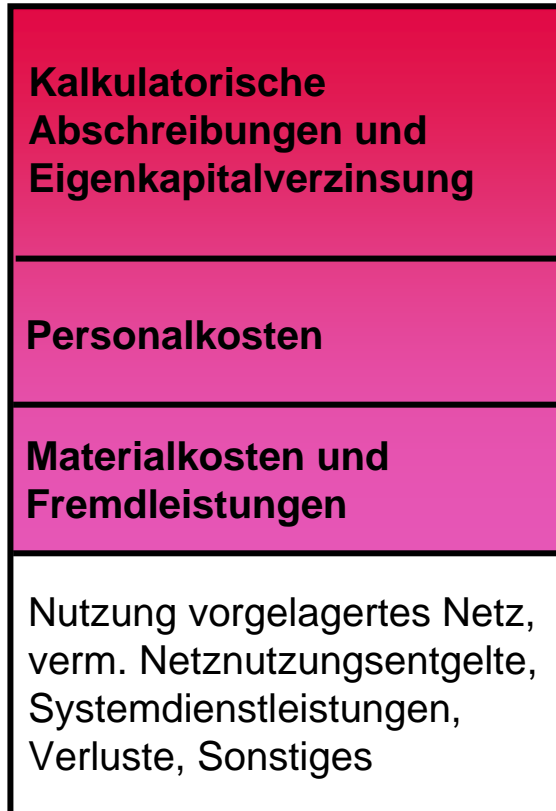 Kalkulatorische
Abschreibungen und
Eigenkapitalverzinsung
Personalkosten
Materialkosten und
Fremdleistungen
Nutzung vorgelagertes Netz,
verm. Netznutzungsentgelte,
Systemdienstleistungen,
Verluste, Sonstiges